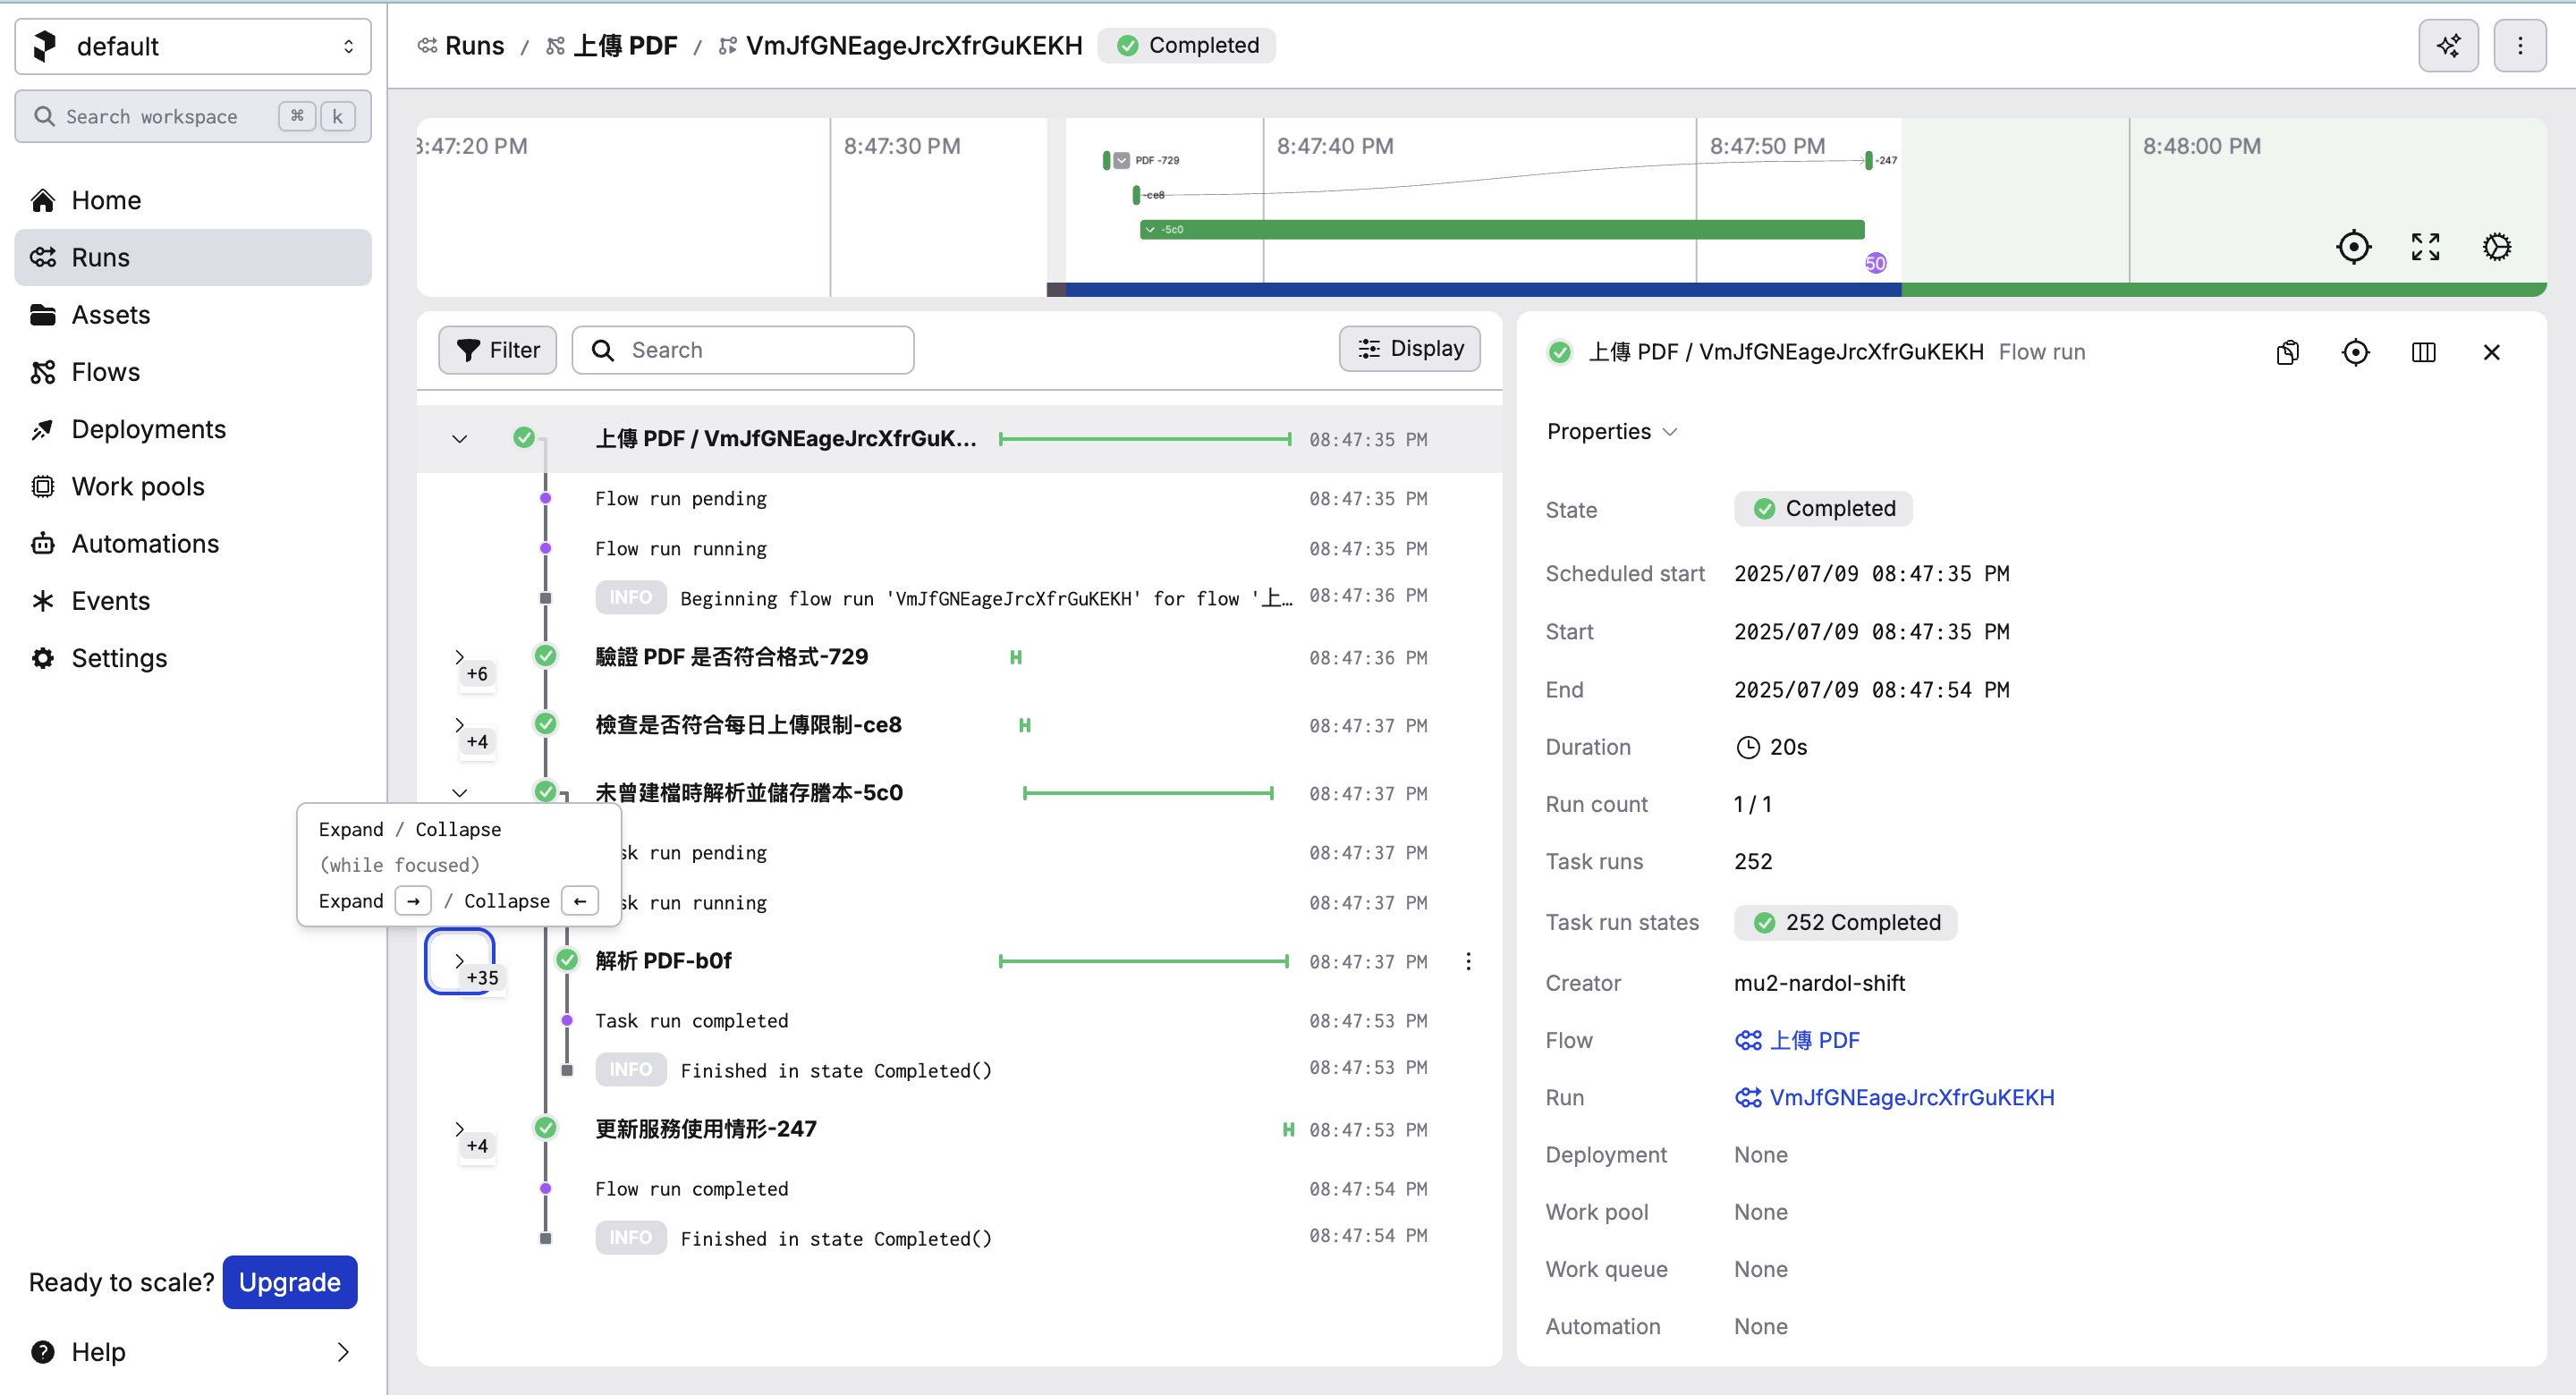 default
Search workspace ⌘ k
Home
Runs
Assets
Flows
Deployments
Work pools
Automations
Events
Settings
Ready to scale? Upgrade
Help
Runs / 上傳 PDF / VmJfGNEageJrcXfrGuKEKH Completed
8:47:20 PM 8:47:30 PM 8:47:40 PM 8:47:50 PM 8:48:00 PM
PDF -729 -247
-ce8
-5c0
50
Filter Search Display
上傳 PDF / VmJfGNEageJrcXfrGuK... 08:47:35 PM
Flow run pending 08:47:35 PM
Flow run running 08:47:35 PM
INFO Beginning flow run 'VmJfGNEageJrcXfrGuKEKH' for flow '上… 08:47:36 PM
驗證 PDF 是否符合格式-729 08:47:36 PM
+6
檢查是否符合每日上傳限制-ce8 08:47:37 PM
+4
未曾建檔時解析並儲存謄本-5c0 08:47:37 PM
Expand / Collapse
(while focused)
Expand → / Collapse ←
sk run pending 08:47:37 PM
sk run running 08:47:37 PM
解析 PDF-b0f 08:47:37 PM
+35
Task run completed 08:47:53 PM
INFO Finished in state Completed() 08:47:53 PM
更新服務使用情形-247 08:47:53 PM
+4
Flow run completed 08:47:54 PM
INFO Finished in state Completed() 08:47:54 PM
上傳 PDF / VmJfGNEageJrcXfrGuKEKH Flow run
Properties
State Completed
Scheduled start 2025/07/09 08:47:35 PM
Start 2025/07/09 08:47:35 PM
End 2025/07/09 08:47:54 PM
Duration 20s
Run count 1 / 1
Task runs 252
Task run states 252 Completed
Creator mu2-nardol-shift
Flow 上傳 PDF
Run VmJfGNEageJrcXfrGuKEKH
Deployment None
Work pool None
Work queue None
Automation None